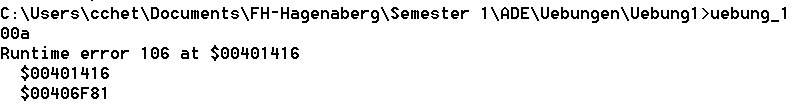 C:\Users\cchet\Documents\FH-Hagenaberg\Semester 1\ADE\Uebungen\Uebung1>uebung_1
00a
Runtime error 106 at $00401416
  $00401416
  $00406F81